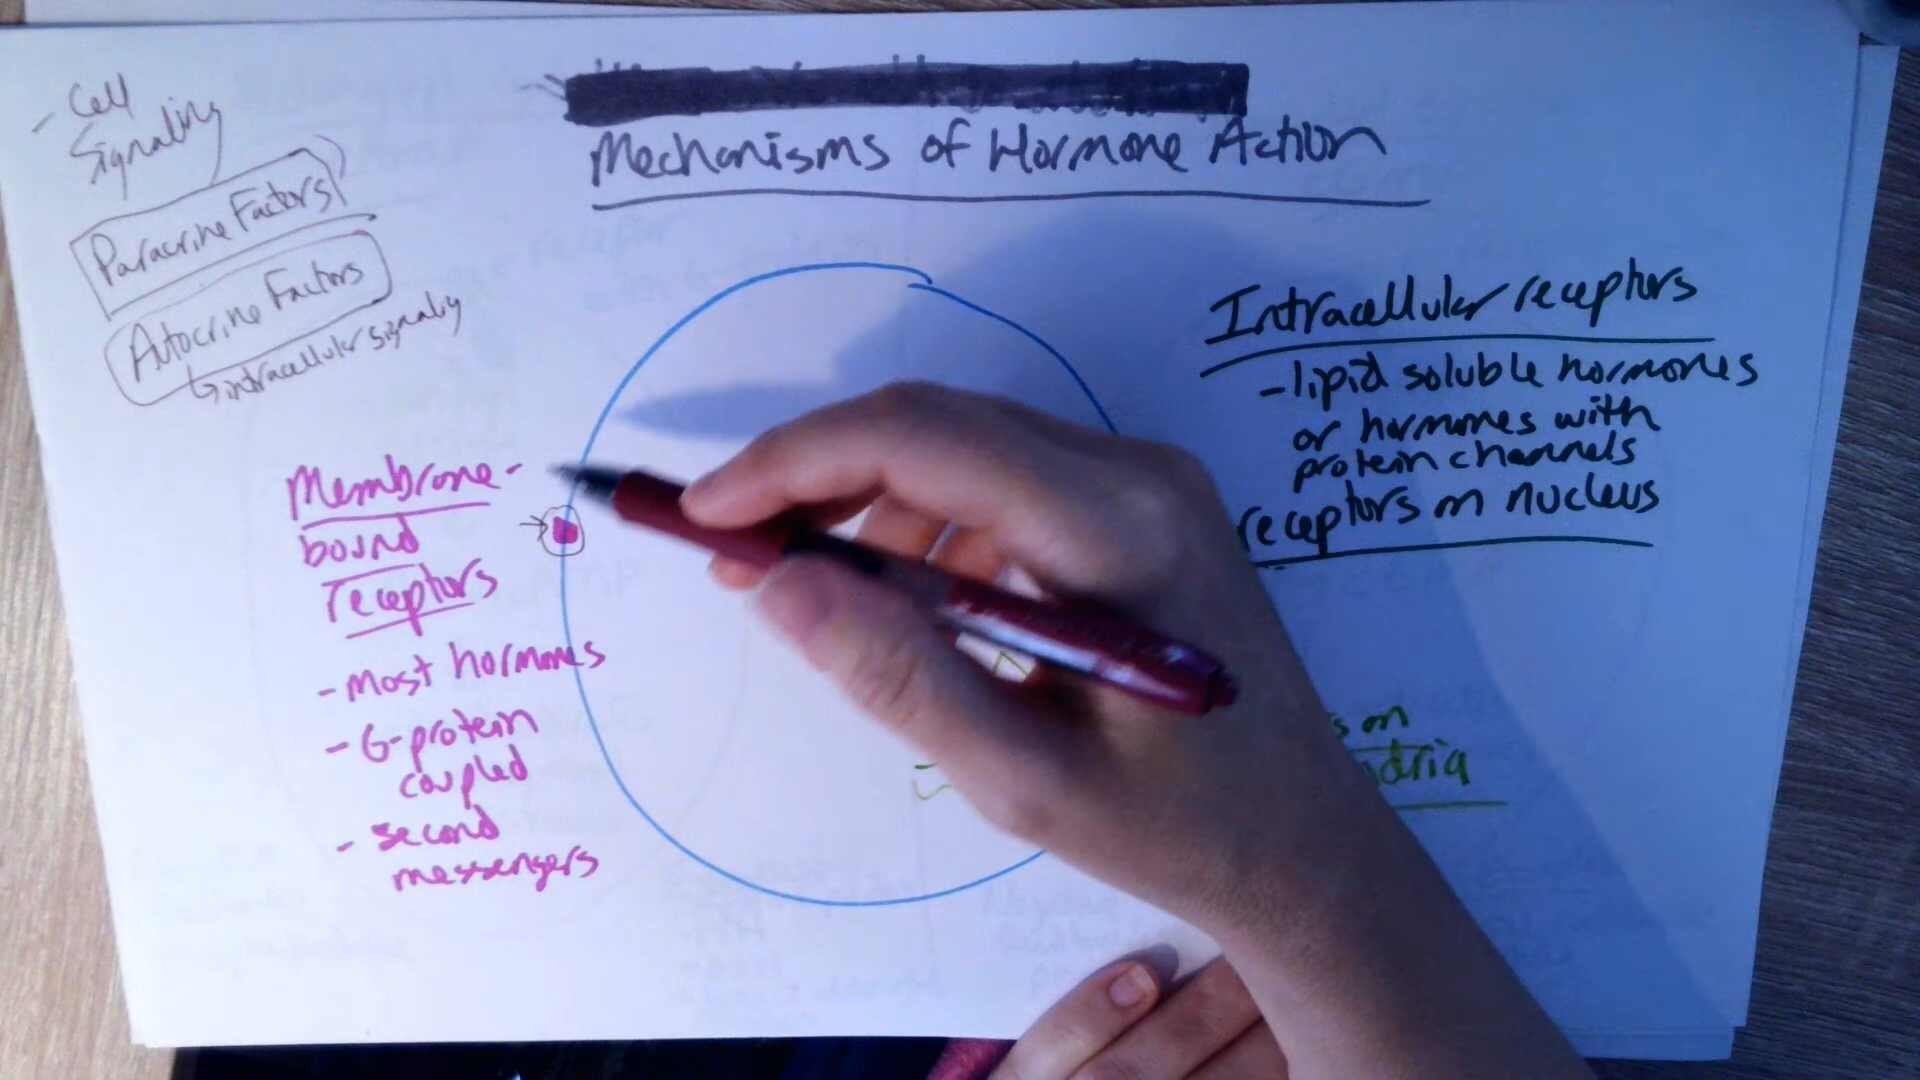 - Cell
Signaling
Paracrine Factors
Autocrine Factors
↳ intracellular signaling
Mechanisms of Hormone Action
Membrane-
bound
receptors
- most hormones
- G-protein
coupled
- second
messengers
Intracellular receptors
- lipid soluble hormones
or hormones with
protein channels
receptors on nucleus
on